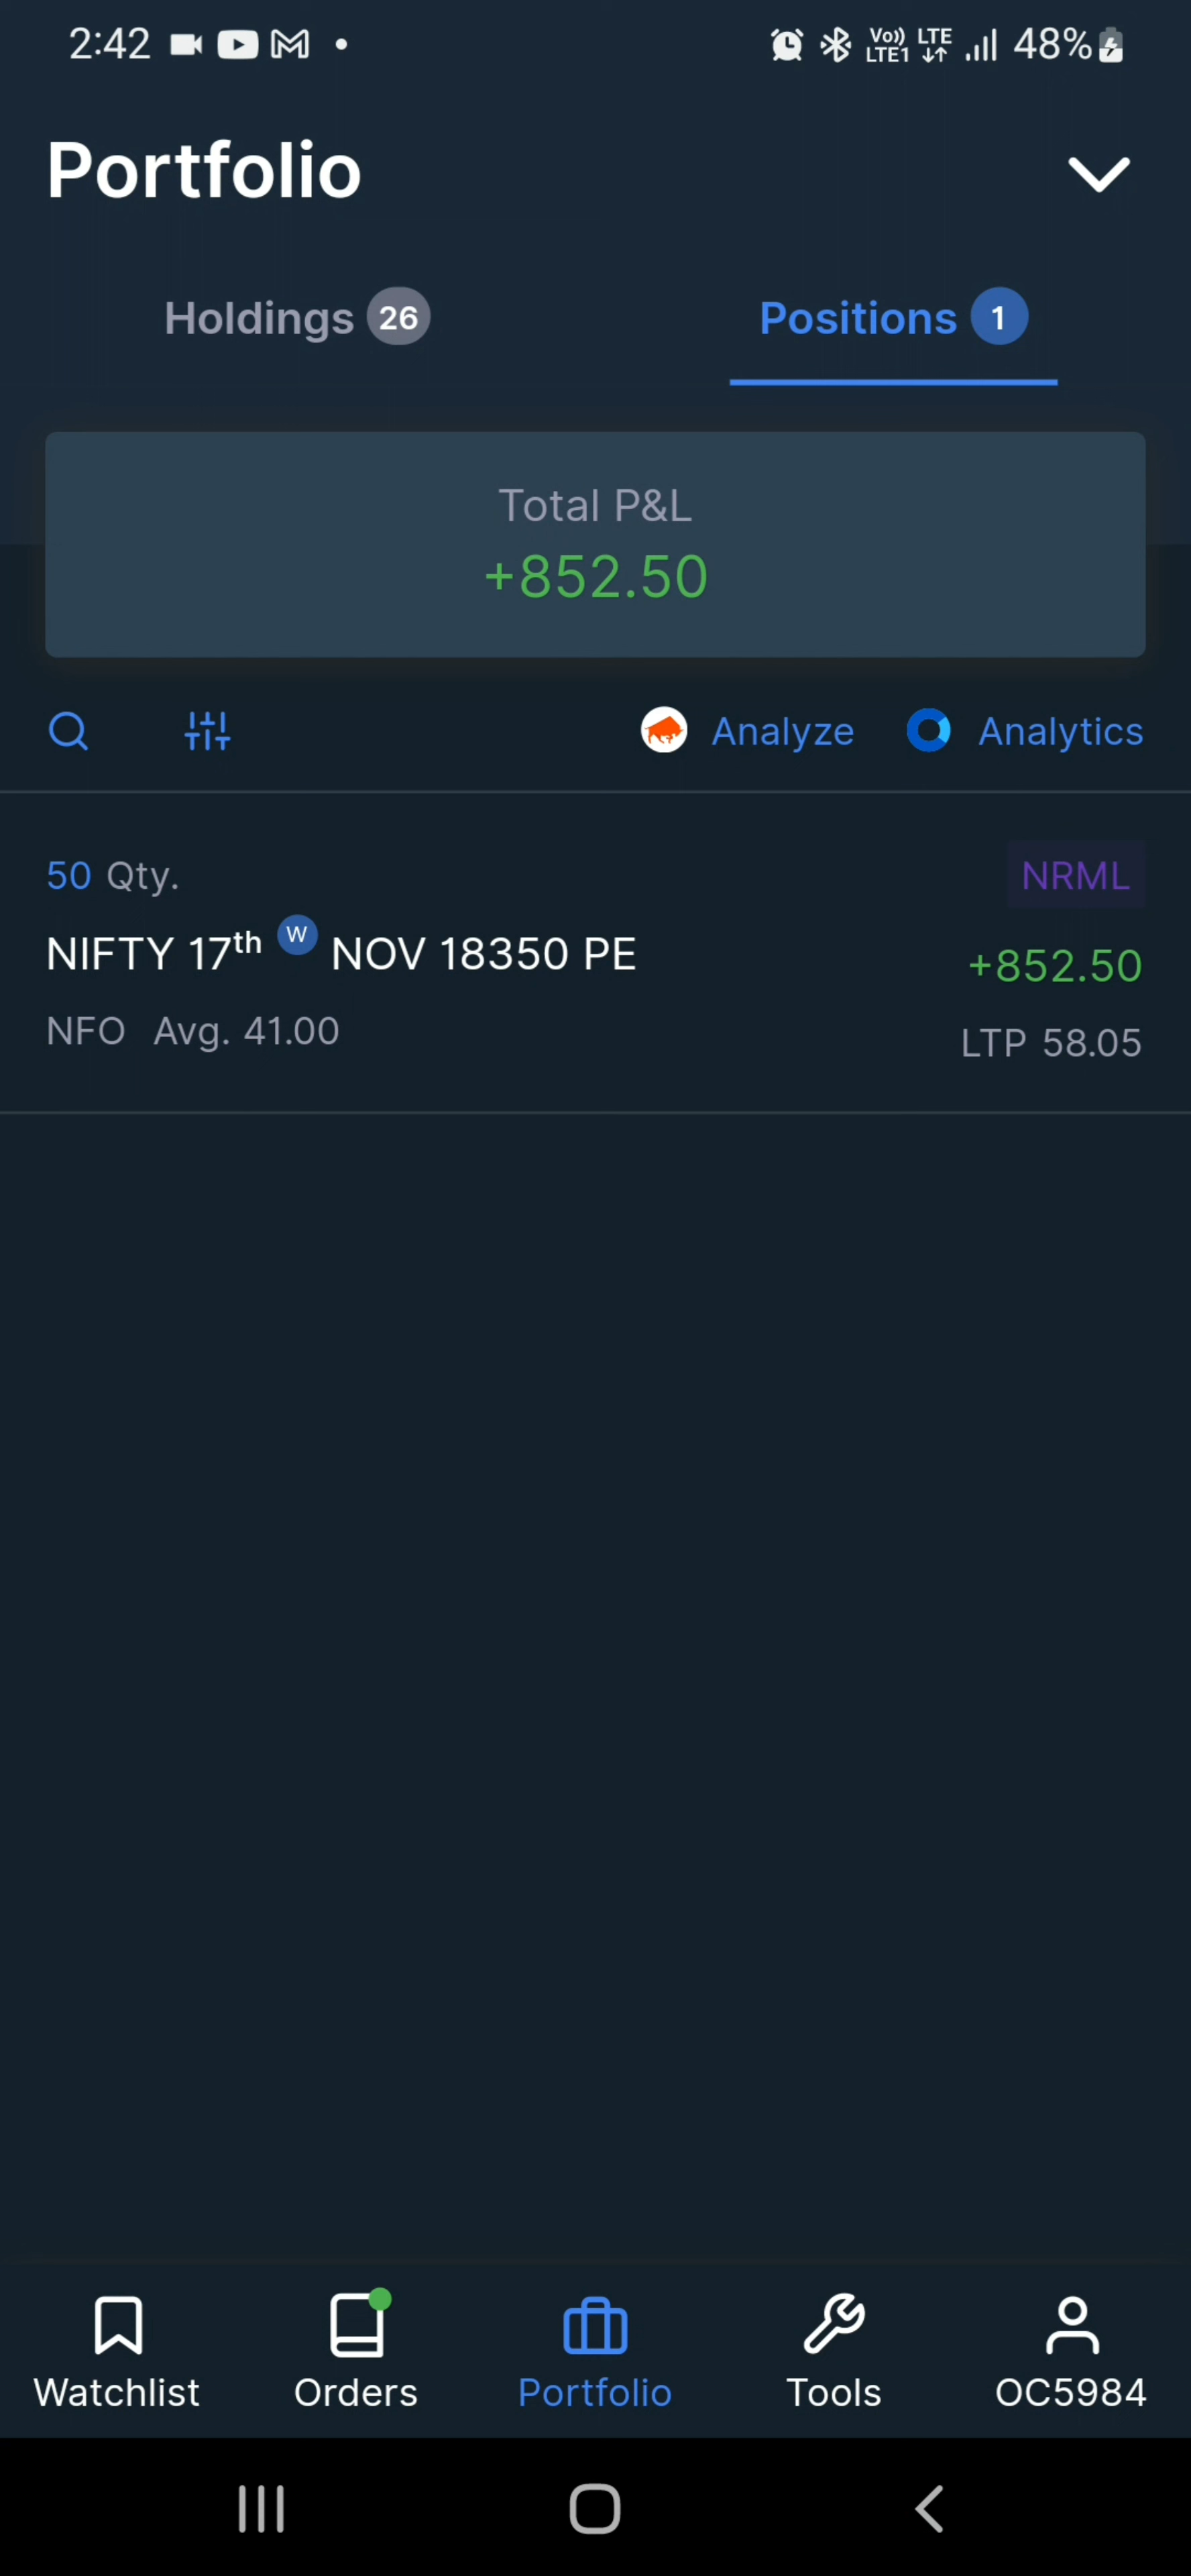 2:42 Vo)) LTE1 LTE 48%
Portfolio
Holdings 26 Positions 1
Total P&L
+852.50
Analyze Analytics
50 Qty. NRML
NIFTY 17th W NOV 18350 PE +852.50
NFO Avg. 41.00 LTP 58.05
Watchlist Orders Portfolio Tools OC5984